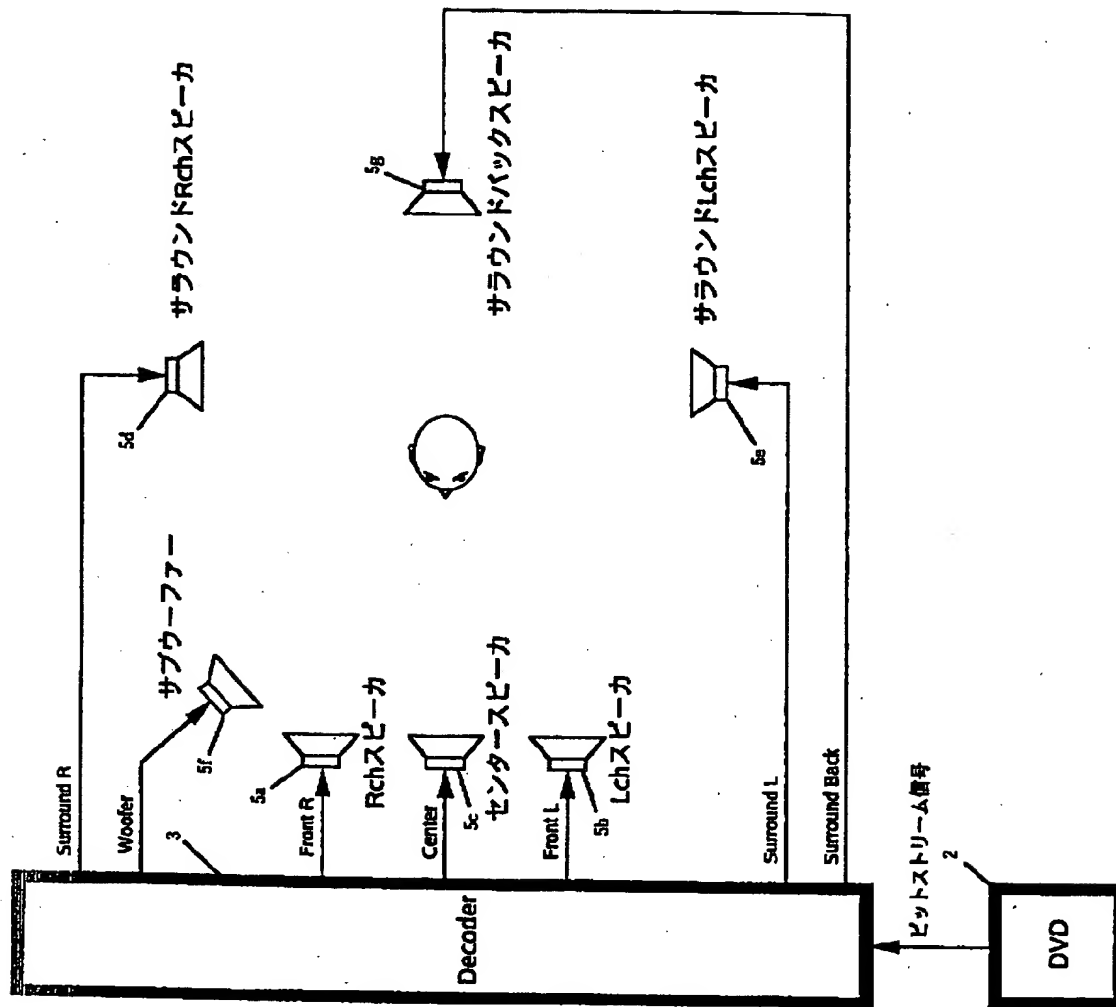 DVD
2
ビットストリーム信号
Decoder
3
Surround R
Woofer
Front R
Center
Front L
Surround L
Surround Back
サブウーファー
5f
5a
Rchスピーカ
5c
センタースピーカ
5b
Lchスピーカ
5d
サラウンドRchスピーカ
5g
サラウンドバックスピーカ
5e
サラウンドLchスピーカ